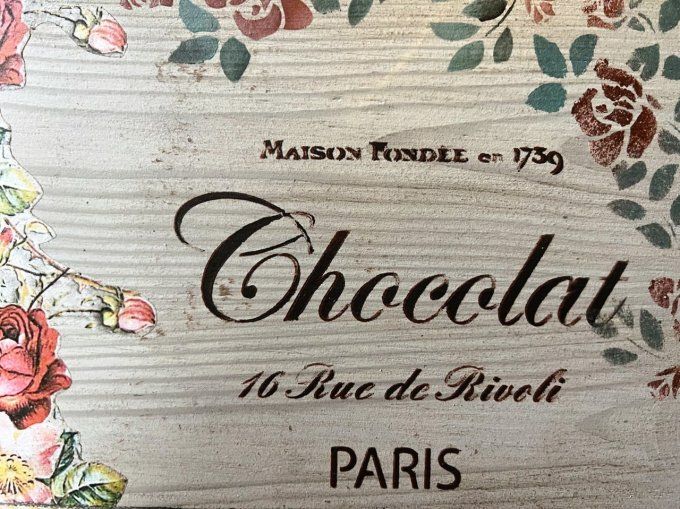 MAISON FONDÉE en 1739
Chocolat
16 Rue de Rivoli
PARIS